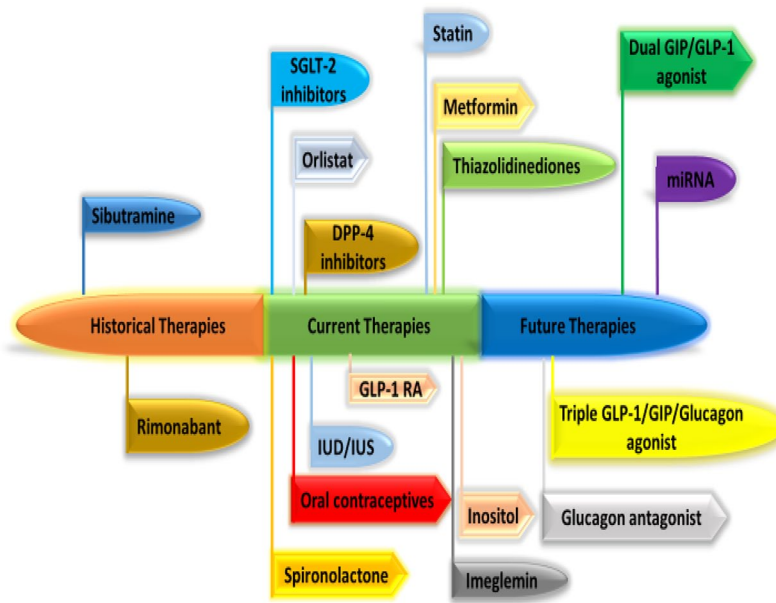 Statin
Dual GIP/GLP-1
agonist
SGLT-2
inhibitors
Metformin
Orlistat
Thiazolidinediones
miRNA
Sibutramine
DPP-4
inhibitors
Historical Therapies
Current Therapies
Future Therapies
GLP-1 RA
Rimonabant
Triple GLP-1/GIP/Glucagon
agonist
IUD/IUS
Oral contraceptives
Inositol
Glucagon antagonist
Spironolactone
Imeglemin